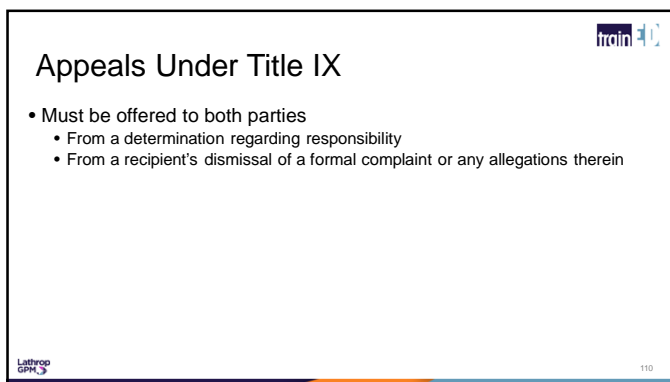 trainED
Appeals Under Title IX
• Must be offered to both parties
• From a determination regarding responsibility
• From a recipient's dismissal of a formal complaint or any allegations therein
Lathrop
GPM
110